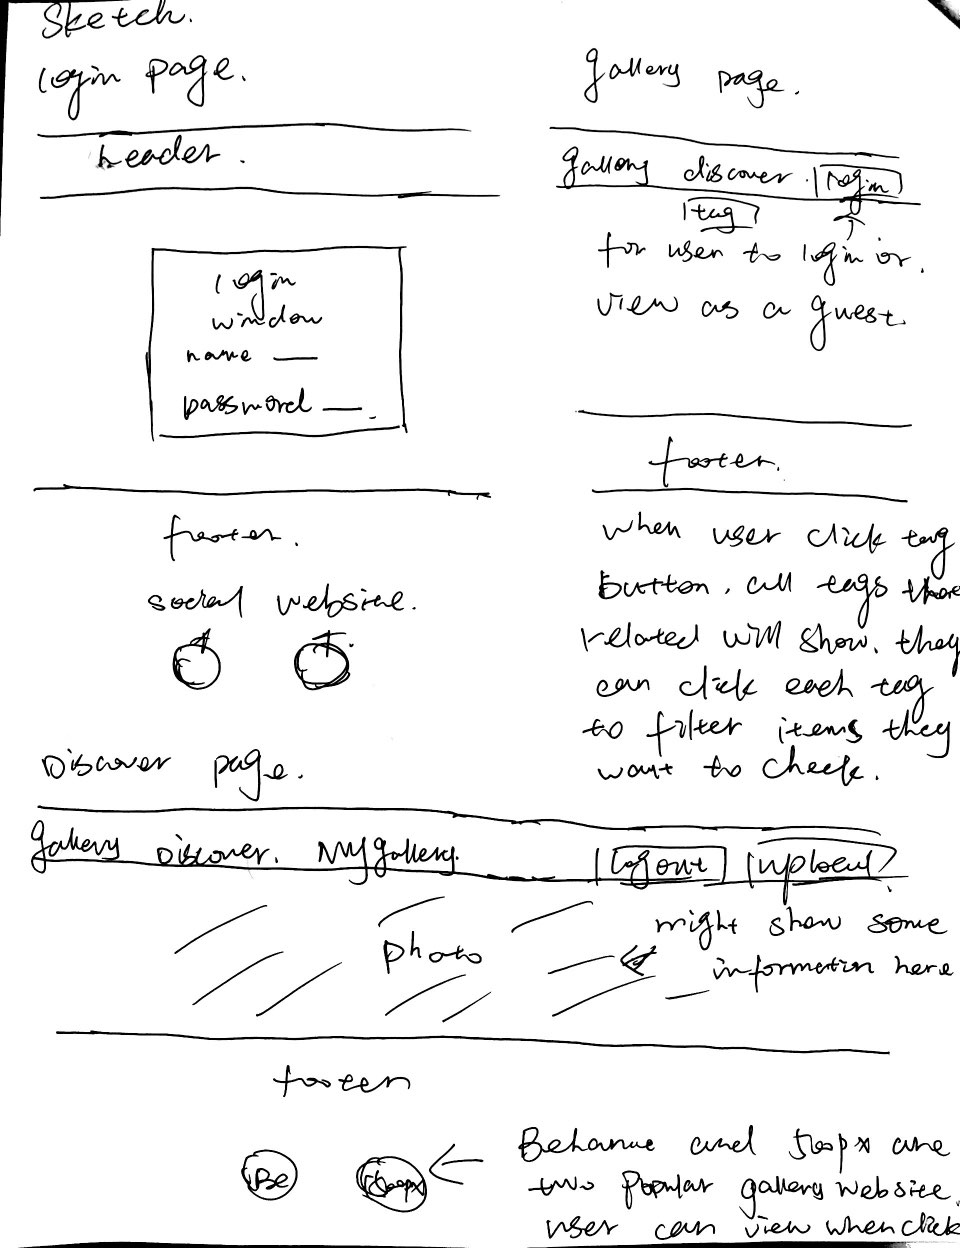 Sketch.
login page.
header.
login
window
name
password
footer.
social website.
gallery page.
gallery discover. login
tag
for user to login or.
view as a guest.
footer.
when user click tag
button. all tags there
related will show. they
can click each tag
to filter items they
want to check.
Discover page.
gallery Discover. My gallery.
logout upload
photo
might show some
information here
footer
Be 500px
Behance and 500px are
two popular gallery website.
user can view when click